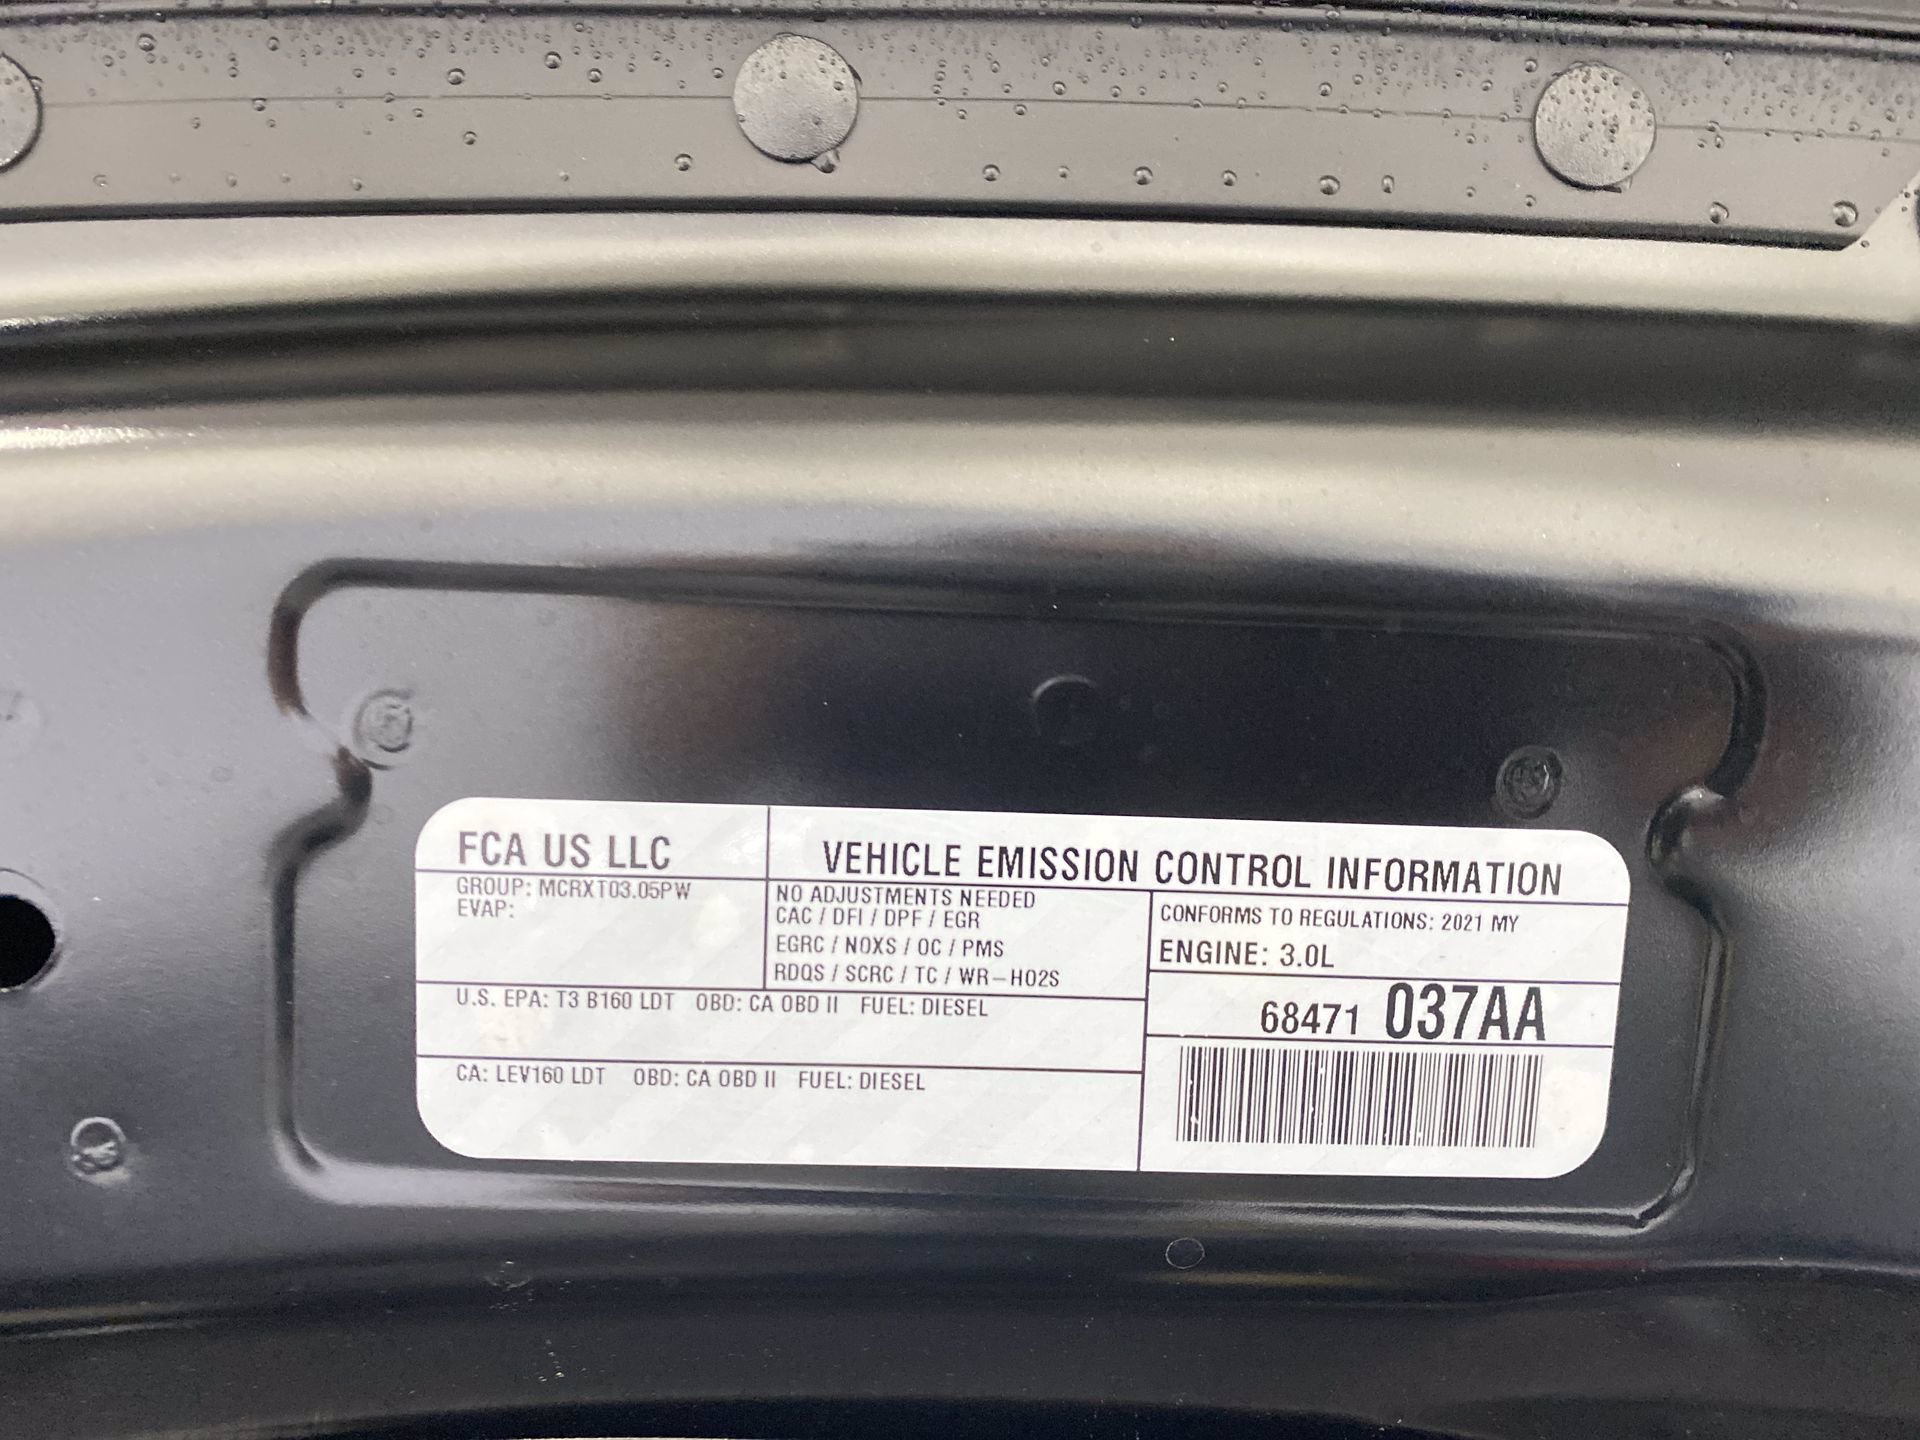 FCA US LLC
VEHICLE EMISSION CONTROL INFORMATION
GROUP: MCRXT03.05PW
EVAP:
NO ADJUSTMENTS NEEDED
CAC / DFI / DPF / EGR
EGRC / NOXS / OC / PMS
RDQS / SCRC / TC / WR-HO2S
CONFORMS TO REGULATIONS: 2021 MY
ENGINE: 3.0L
U.S. EPA: T3 B160 LDT OBD: CA OBD II FUEL: DIESEL
68471 037AA
CA: LEV160 LDT OBD: CA OBD II FUEL: DIESEL